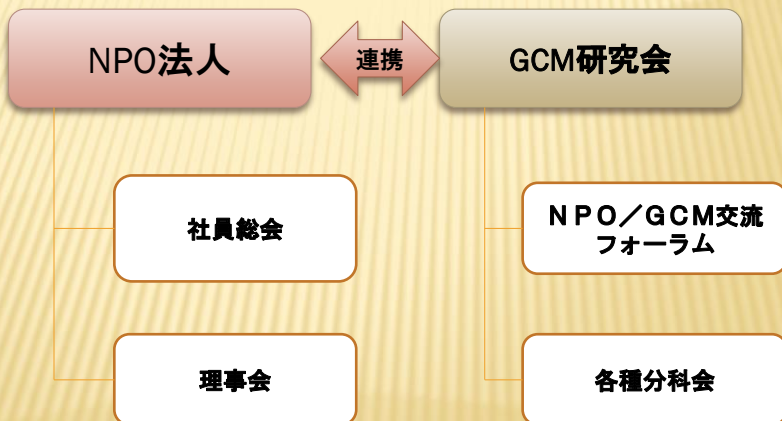 NPO法人
連携
GCM研究会
社員総会
NPO/GCM交流
フォーラム
理事会
各種分科会